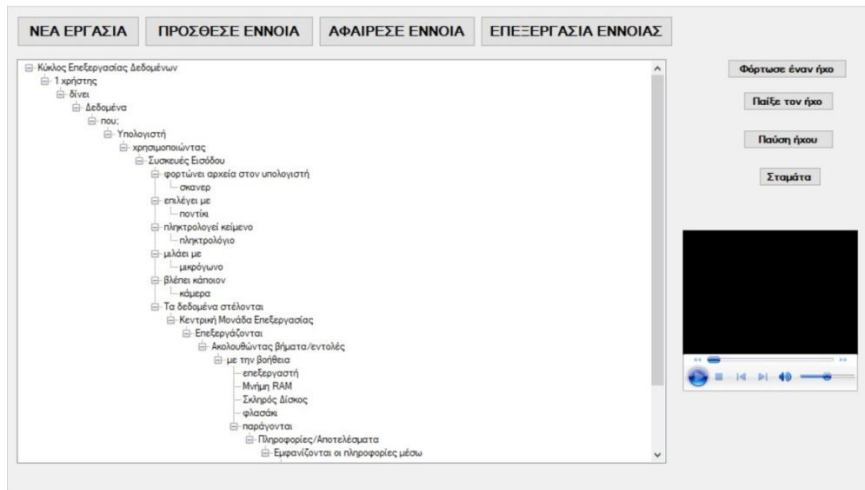 ΝΕΑ ΕΡΓΑΣΙΑ ΠΡΟΣΘΕΣΕ ΕΝΝΟΙΑ ΑΦΑΙΡΕΣΕ ΕΝΝΟΙΑ ΕΠΕΞΕΡΓΑΣΙΑ ΕΝΝΟΙΑΣ
Κύκλος Επεξεργασίας Δεδομένων
1 χρήστης
δίνει
Δεδομένα
που;
Υπολογιστή
χρησιμοποιώντας
Συσκευές Εισόδου
φορτώνει αρχεία στον υπολογιστή
σκανερ
επιλέγει με
ποντίκι
πληκτρολογεί κείμενο
πληκτρολόγιο
μιλάει με
μικρόγωνο
βλέπει κάποιον
κάμερα
Τα δεδομένα στέλονται
Κεντρική Μονάδα Επεξεργασίας
Επεξεργάζονται
Ακολουθώντας βήματα/εντολές
με την βοήθεια
επεξεργαστή
Μνήμη RAM
Σκληρός Δίσκος
φλασάκι
παράγονται
Πληροφορίες/Αποτελέσματα
Εμφανίζονται οι πληροφορίες μέσω
Φόρτωσε έναν ήχο
Παίξε τον ήχο
Παύση ήχου
Σταμάτα